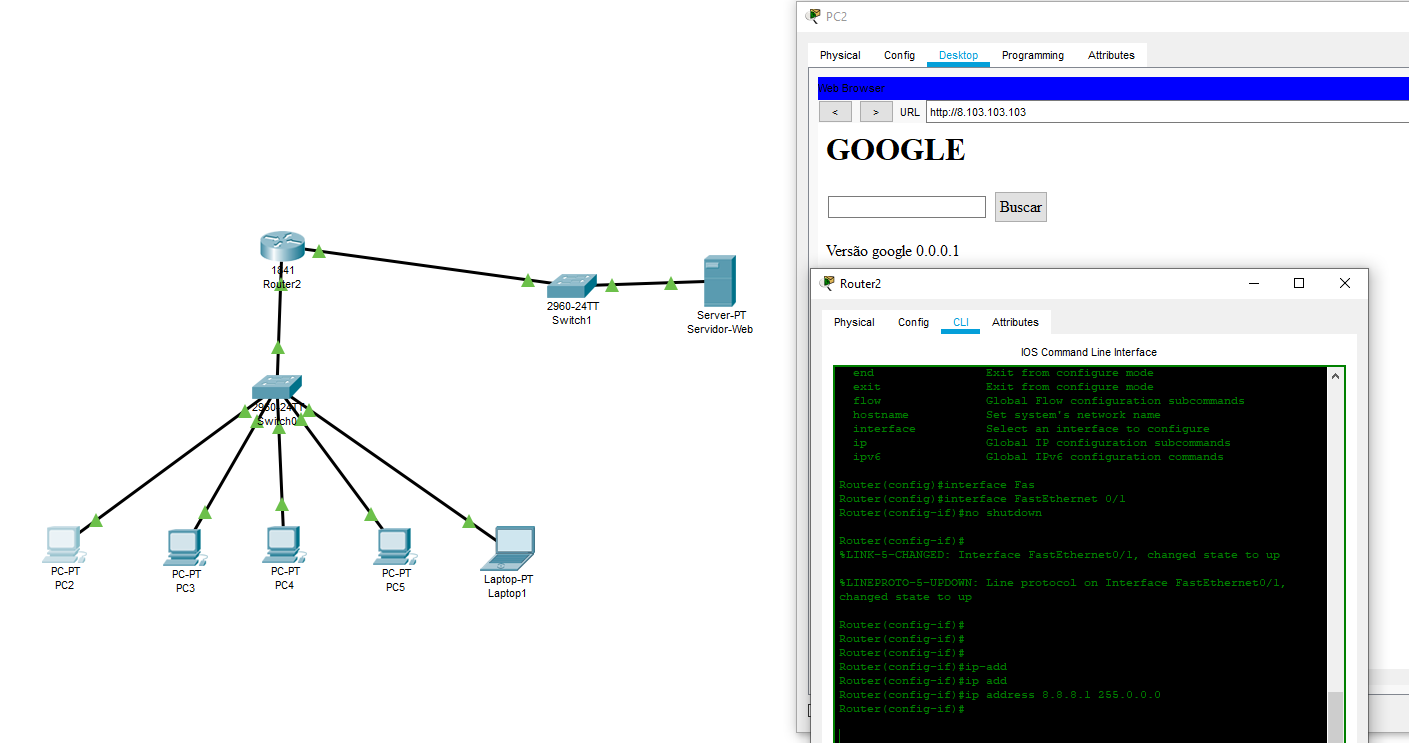 1841
Router2
2960-24TT
Switch1
Server-PT
Servidor-Web
2960-24TT
Switch0
PC-PT
PC2
PC-PT
PC3
PC-PT
PC4
PC-PT
PC5
Laptop-PT
Laptop1
PC2
Physical Config Desktop Programming Attributes
Web Browser
< > URL http://8.103.103.103
GOOGLE
Buscar
Versão google 0.0.0.1
Router2
Physical Config CLI Attributes
IOS Command Line Interface
end Exit from configure mode
exit Exit from configure mode
flow Global Flow configuration subcommands
hostname Set system's network name
interface Select an interface to configure
ip Global IP configuration subcommands
ipv6 Global IPv6 configuration commands
Router(config)#interface Fas
Router(config)#interface FastEthernet 0/1
Router(config-if)#no shutdown
Router(config-if)#
%LINK-5-CHANGED: Interface FastEthernet0/1, changed state to up
%LINEPROTO-5-UPDOWN: Line protocol on Interface FastEthernet0/1,
changed state to up
Router(config-if)#
Router(config-if)#
Router(config-if)#
Router(config-if)#ip-add
Router(config-if)#ip add
Router(config-if)#ip address 8.8.8.1 255.0.0.0
Router(config-if)#